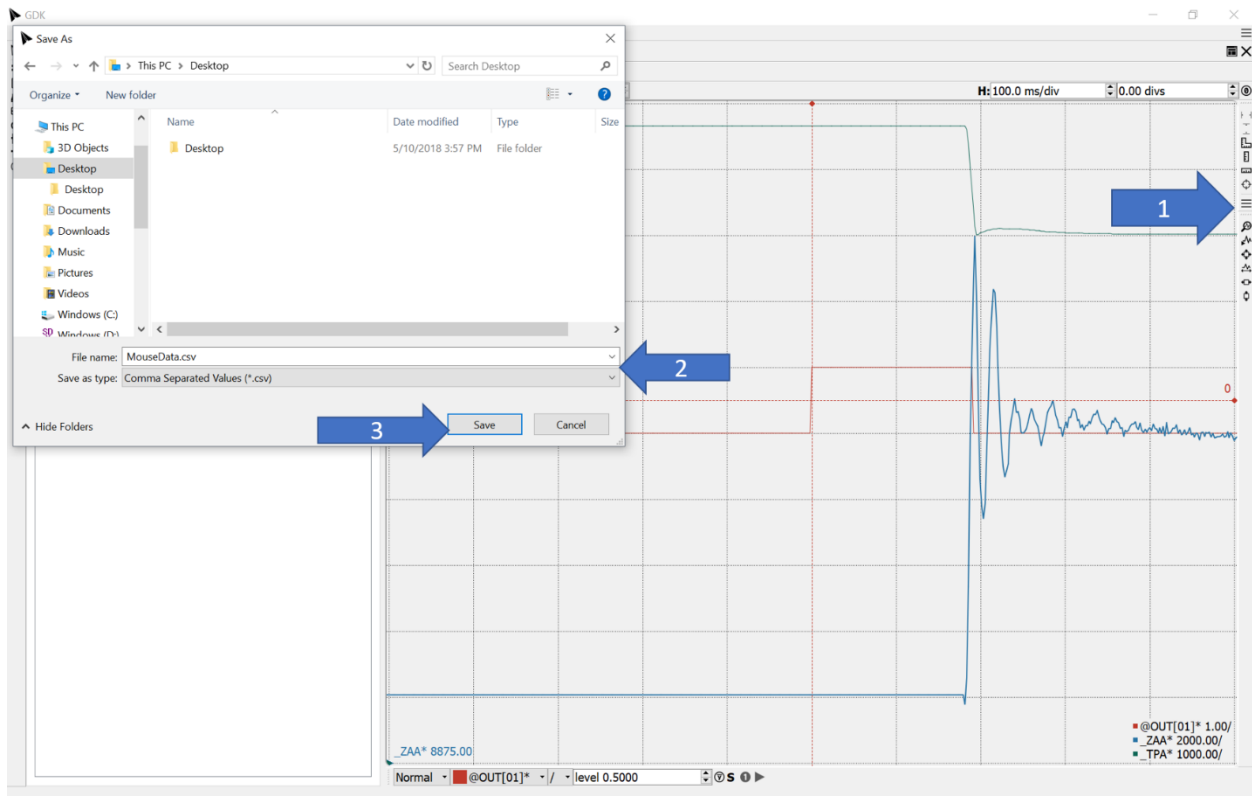 GDK
Save As
This PC > Desktop
Search Desktop
Organize
New folder
This PC
3D Objects
Desktop
Desktop
Documents
Downloads
Music
Pictures
Videos
Windows (C:)
Windows (D:)
Name
Date modified
Type
Size
Desktop
5/10/2018 3:57 PM
File folder
File name: MouseData.csv
Save as type: Comma Separated Values (*.csv)
Hide Folders
Save
Cancel
1
2
3
H: 100.0 ms/div
0.00 divs
0
_ZAA* 8875.00
@OUT[01]* 1.00/
_ZAA* 2000.00/
_TPA* 1000.00/
Normal
@OUT[01]*
/
level 0.5000
S